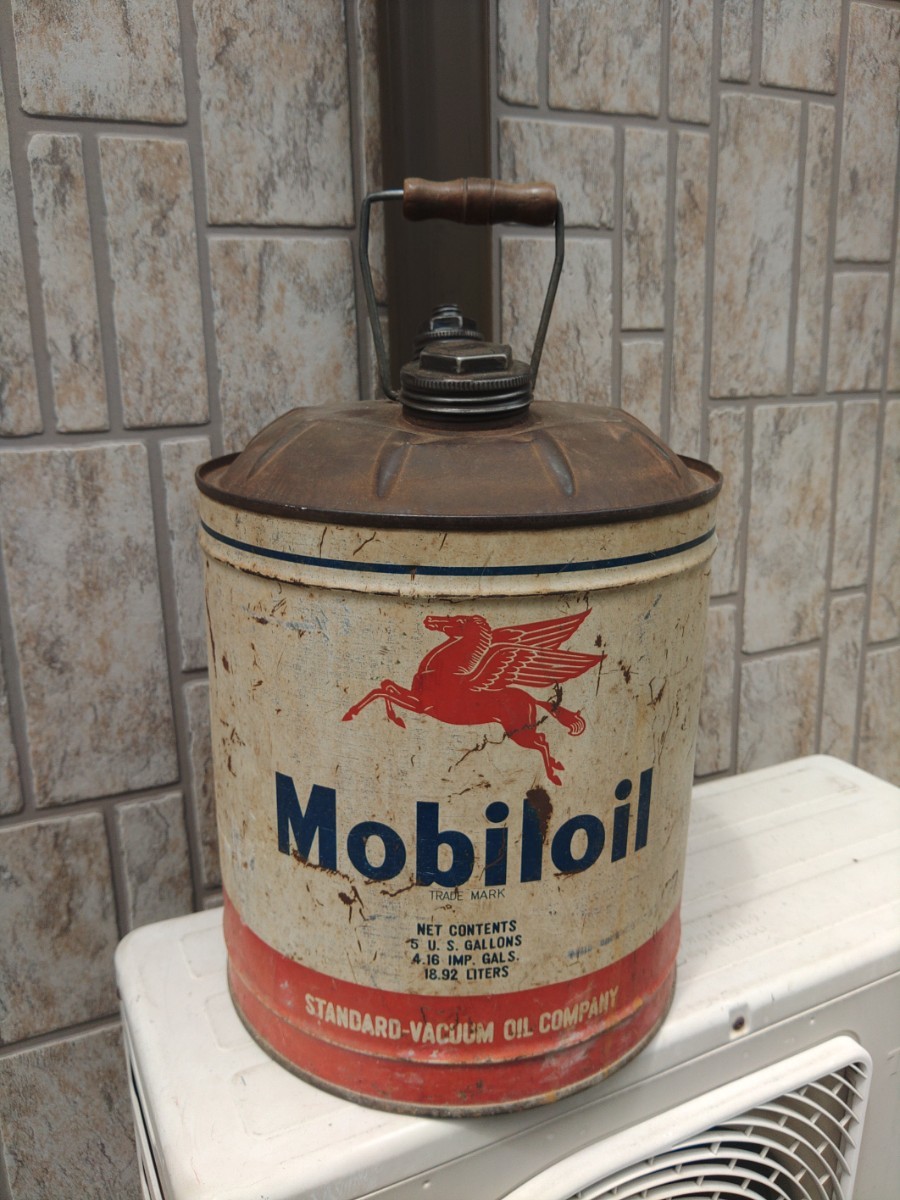 Mobiloil
TRADE MARK
NET CONTENTS
5 U. S. GALLONS
4.16 IMP. GALS.
18.92 LITERS
STANDARD-VACUUM OIL COMPANY